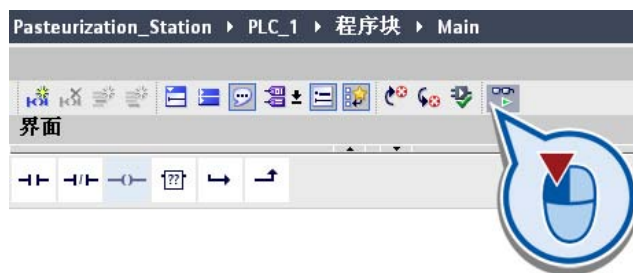 Pasteurization_Station ▸ PLC_1 ▸ 程序块 ▸ Main
界面
??